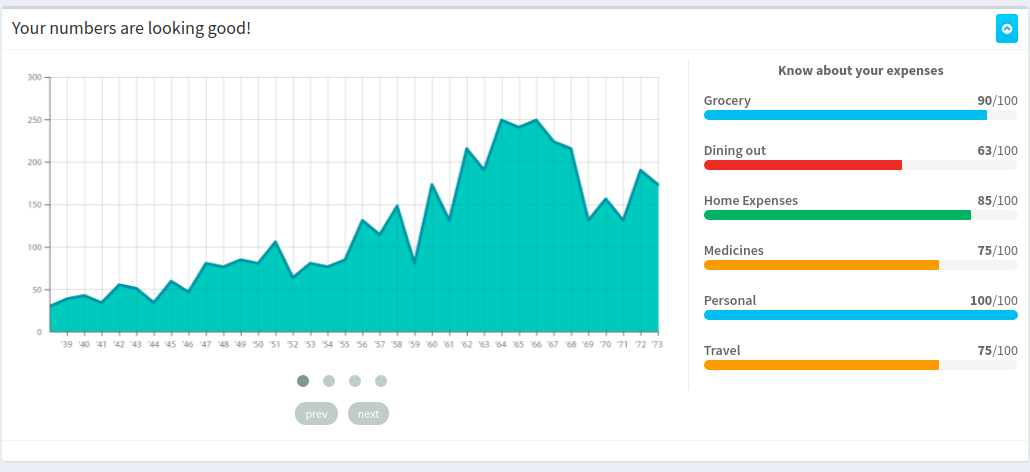 Your numbers are looking good!
300
250
200
150
100
50
0
'39 '40 '41 '42 '43 '44 '45 '46 '47 '48 '49 '50 '51 '52 '53 '54 '55 '56 '57 '58 '59 '60 '61 '62 '63 '64 '65 '66 '67 '68 '69 '70 '71 '72 '73
prev next
Know about your expenses
Grocery 90/100
Dining out 63/100
Home Expenses 85/100
Medicines 75/100
Personal 100/100
Travel 75/100